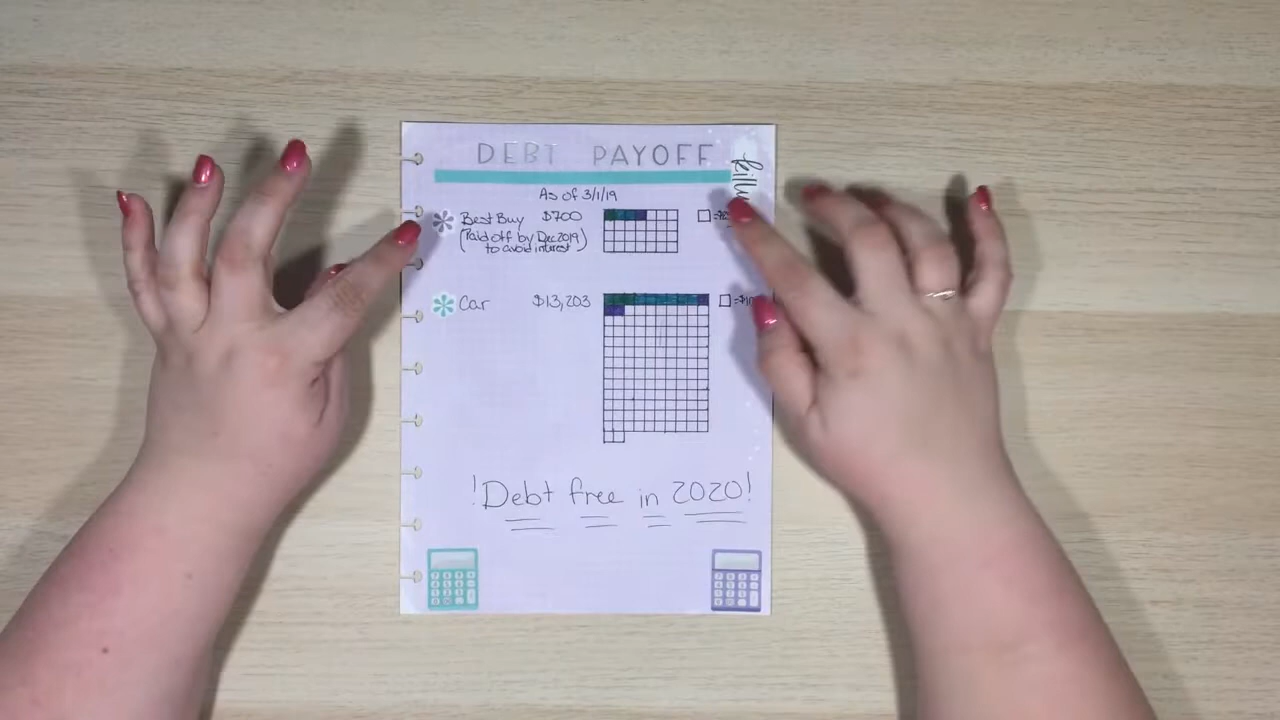 DEBT PAYOFF
As of 3/1/19
Best Buy $700
(Paid off by Dec 2019
to avoid interest)
Car $13,203
!Debt free in 2020!